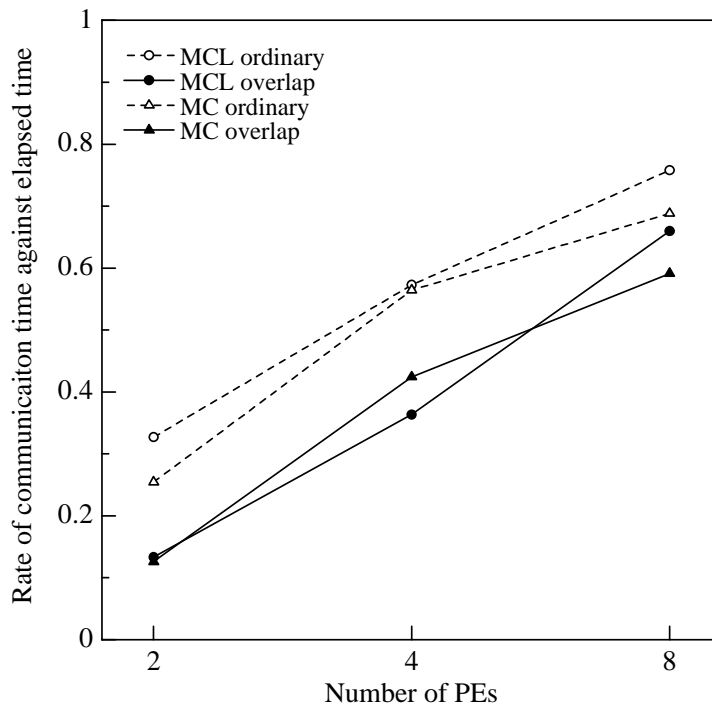 1
MCL ordinary
MCL overlap
MC ordinary
MC overlap
0.8
0.6
0.4
0.2
0
Rate of communicaiton time against elapsed time
2 4 8
Number of PEs